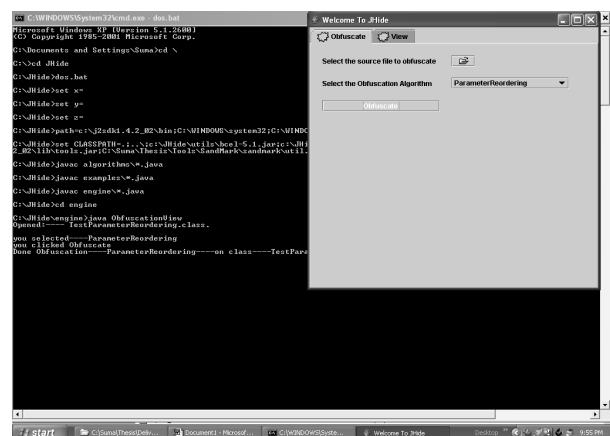 C:\WINDOWS\System32\cmd.exe - dos.bat
Microsoft Windows XP [Version 5.1.2600]
(C) Copyright 1985-2001 Microsoft Corp.
C:\Documents and Settings\Suma>cd \
C:\>cd JHide
C:\JHide>dos.bat
C:\JHide>set x=
C:\JHide>set y=
C:\JHide>set z=
C:\JHide>path=c:\j2sdk1.4.2_02\bin;C:\WINDOWS\system32;C:\WINDO
C:\JHide>set CLASSPATH=.;..\;c:\JHide\utils\bcel-5.1.jar;c:\JHi
2_02\lib\tools.jar;C:\Suma\Thesis\Tools\SandMark\sandmark\util.
C:\JHide>javac algorithms\*.java
C:\JHide>javac examples\*.java
C:\JHide>javac engine\*.java
C:\JHide>cd engine
C:\JHide\engine>java ObfuscationView
Opened:---- TestParameterReordering.class.
you selected----ParameterReordering
you clicked Obfuscate
Done Obfuscation----ParameterReordering----on class----TestPara
Welcome To JHide
Obfuscate
View
Select the source file to obfuscate
Select the Obfuscation Algorithm
ParameterReordering
Obfuscate
start
C:\Suma\Thesis\Deliv...
Document1 - Microsof...
C:\WINDOWS\Syste...
Welcome To JHide
Desktop
9:55 PM